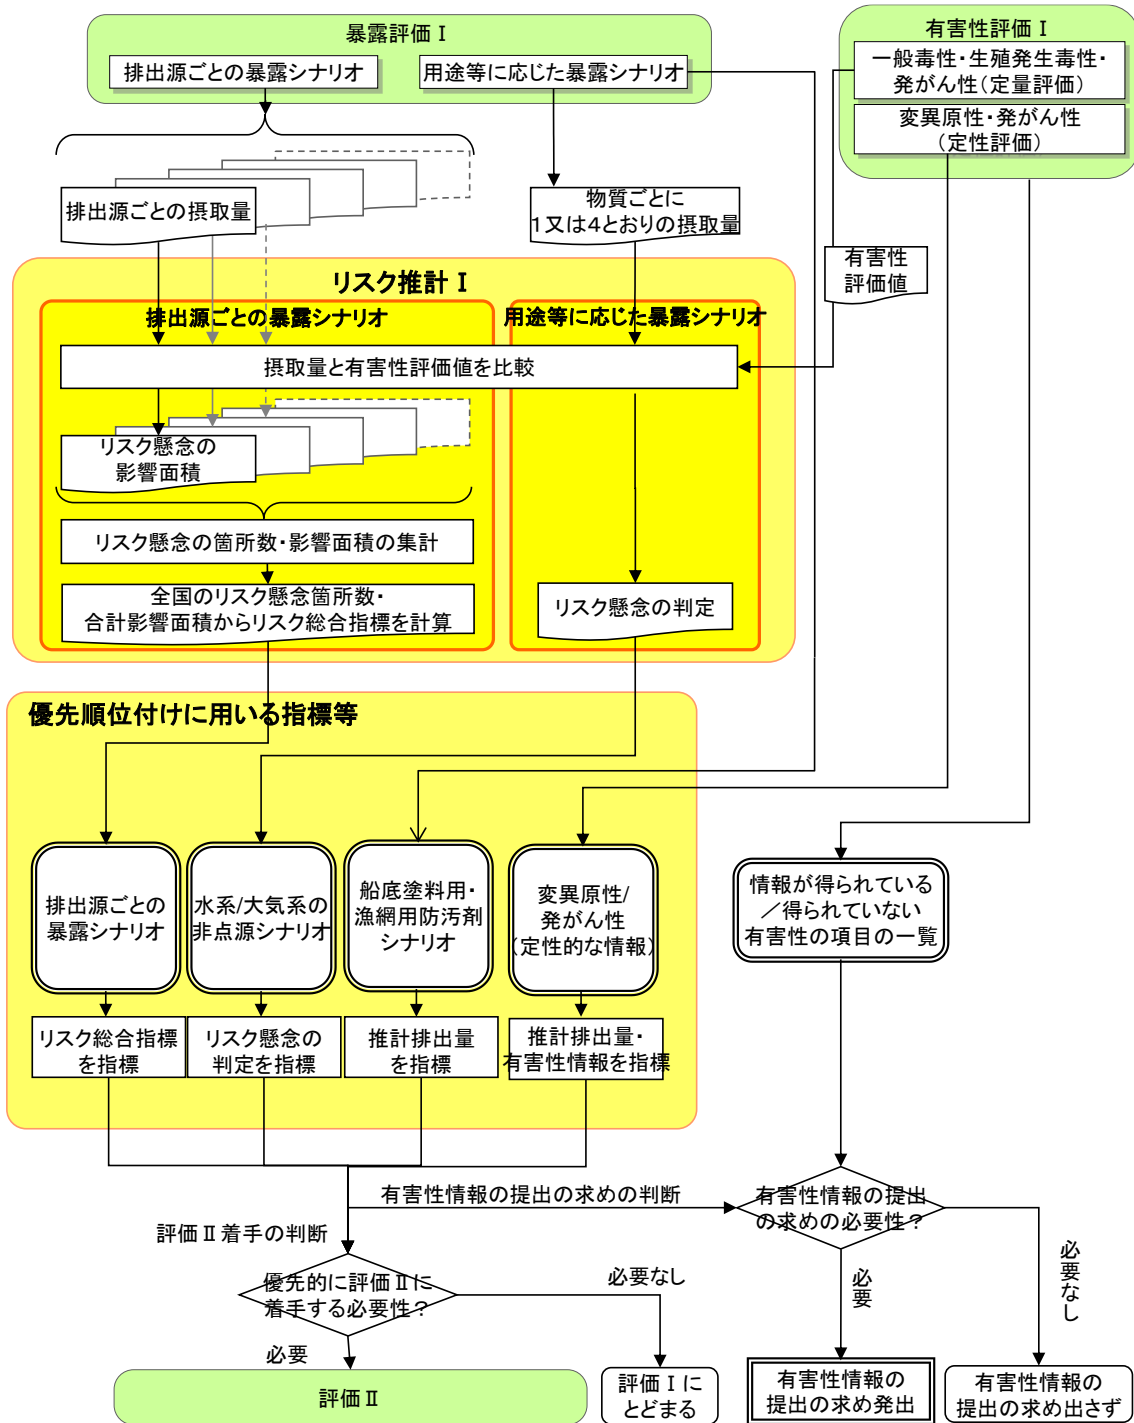 暴露評価Ⅰ
排出源ごとの暴露シナリオ
用途等に応じた暴露シナリオ
有害性評価Ⅰ
一般毒性・生殖発生毒性・
発がん性(定量評価)
変異原性・発がん性
(定性評価)
排出源ごとの摂取量
物質ごとに
1又は4とおりの摂取量
有害性
評価値
リスク推計Ⅰ
排出源ごとの暴露シナリオ
用途等に応じた暴露シナリオ
摂取量と有害性評価値を比較
リスク懸念の
影響面積
リスク懸念の箇所数・影響面積の集計
全国のリスク懸念箇所数・
合計影響面積からリスク総合指標を計算
リスク懸念の判定
優先順位付けに用いる指標等
排出源ごとの
暴露シナリオ
水系/大気系の
非点源シナリオ
船底塗料用・
漁網用防汚剤
シナリオ
変異原性/
発がん性
(定性的な情報)
情報が得られている
／得られていない
有害性の項目の一覧
リスク総合指標
を指標
リスク懸念の
判定を指標
推計排出量
を指標
推計排出量・
有害性情報を指標
有害性情報の提出の求めの判断
有害性情報の提出
の求めの必要性？
評価Ⅱ着手の判断
優先的に評価Ⅱに
着手する必要性？
必要なし
必要
必要
必要なし
評価Ⅱ
評価Ⅰに
とどまる
有害性情報の
提出の求め発出
有害性情報の
提出の求め出さず